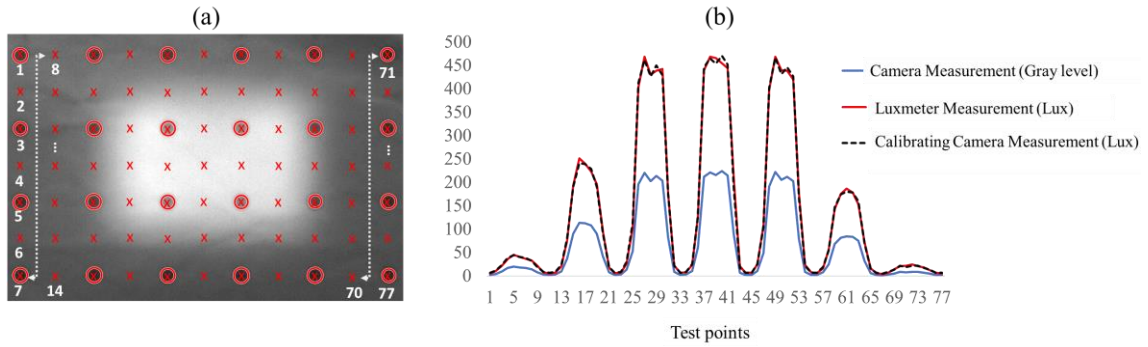 (a)
1 8 71
2
3
⋮ ⋮
4
5
6
7 14 70 77
(b)
500
450
400
350
300
250
200
150
100
50
0
1 5 9 13 17 21 25 29 33 37 41 45 49 53 57 61 65 69 73 77
Test points
Camera Measurement (Gray level)
Luxmeter Measurement (Lux)
Calibrating Camera Measurement (Lux)